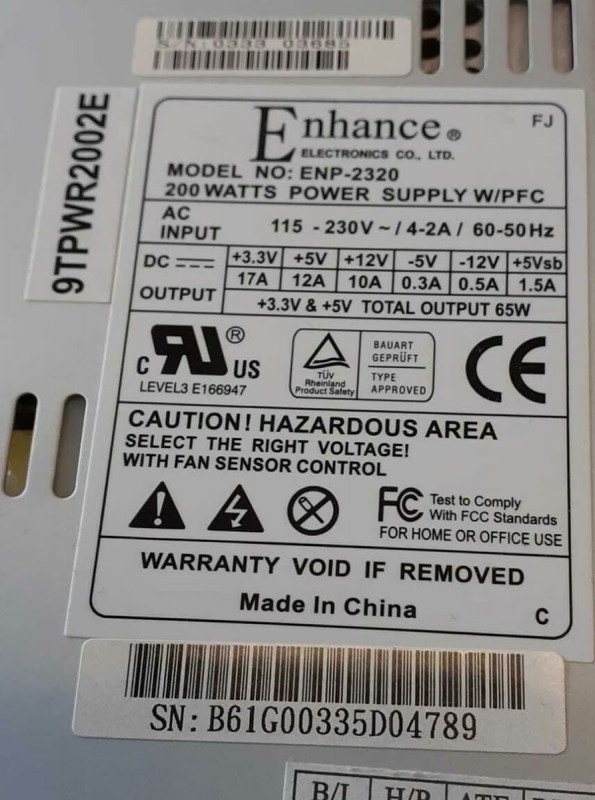 S/N:0333 03685
9TPWR2002E
Enhance®
FJ
ELECTRONICS CO., LTD.
MODEL NO: ENP-2320
200 WATTS POWER SUPPLY W/PFC
AC INPUT 115 - 230V ~ / 4-2A / 60-50Hz
DC OUTPUT
+3.3V +5V +12V -5V -12V +5Vsb
17A 12A 10A 0.3A 0.5A 1.5A
+3.3V & +5V TOTAL OUTPUT 65W
C RU ® US
LEVEL3 E166947
TÜV
Rheinland
Product Safety
BAUART
GEPRÜFT
TYPE
APPROVED
CE
CAUTION! HAZARDOUS AREA
SELECT THE RIGHT VOLTAGE!
WITH FAN SENSOR CONTROL
FC Test to Comply
With FCC Standards
FOR HOME OR OFFICE USE
WARRANTY VOID IF REMOVED
Made In China
C
SN: B61G00335D04789
B/I H/P ATE